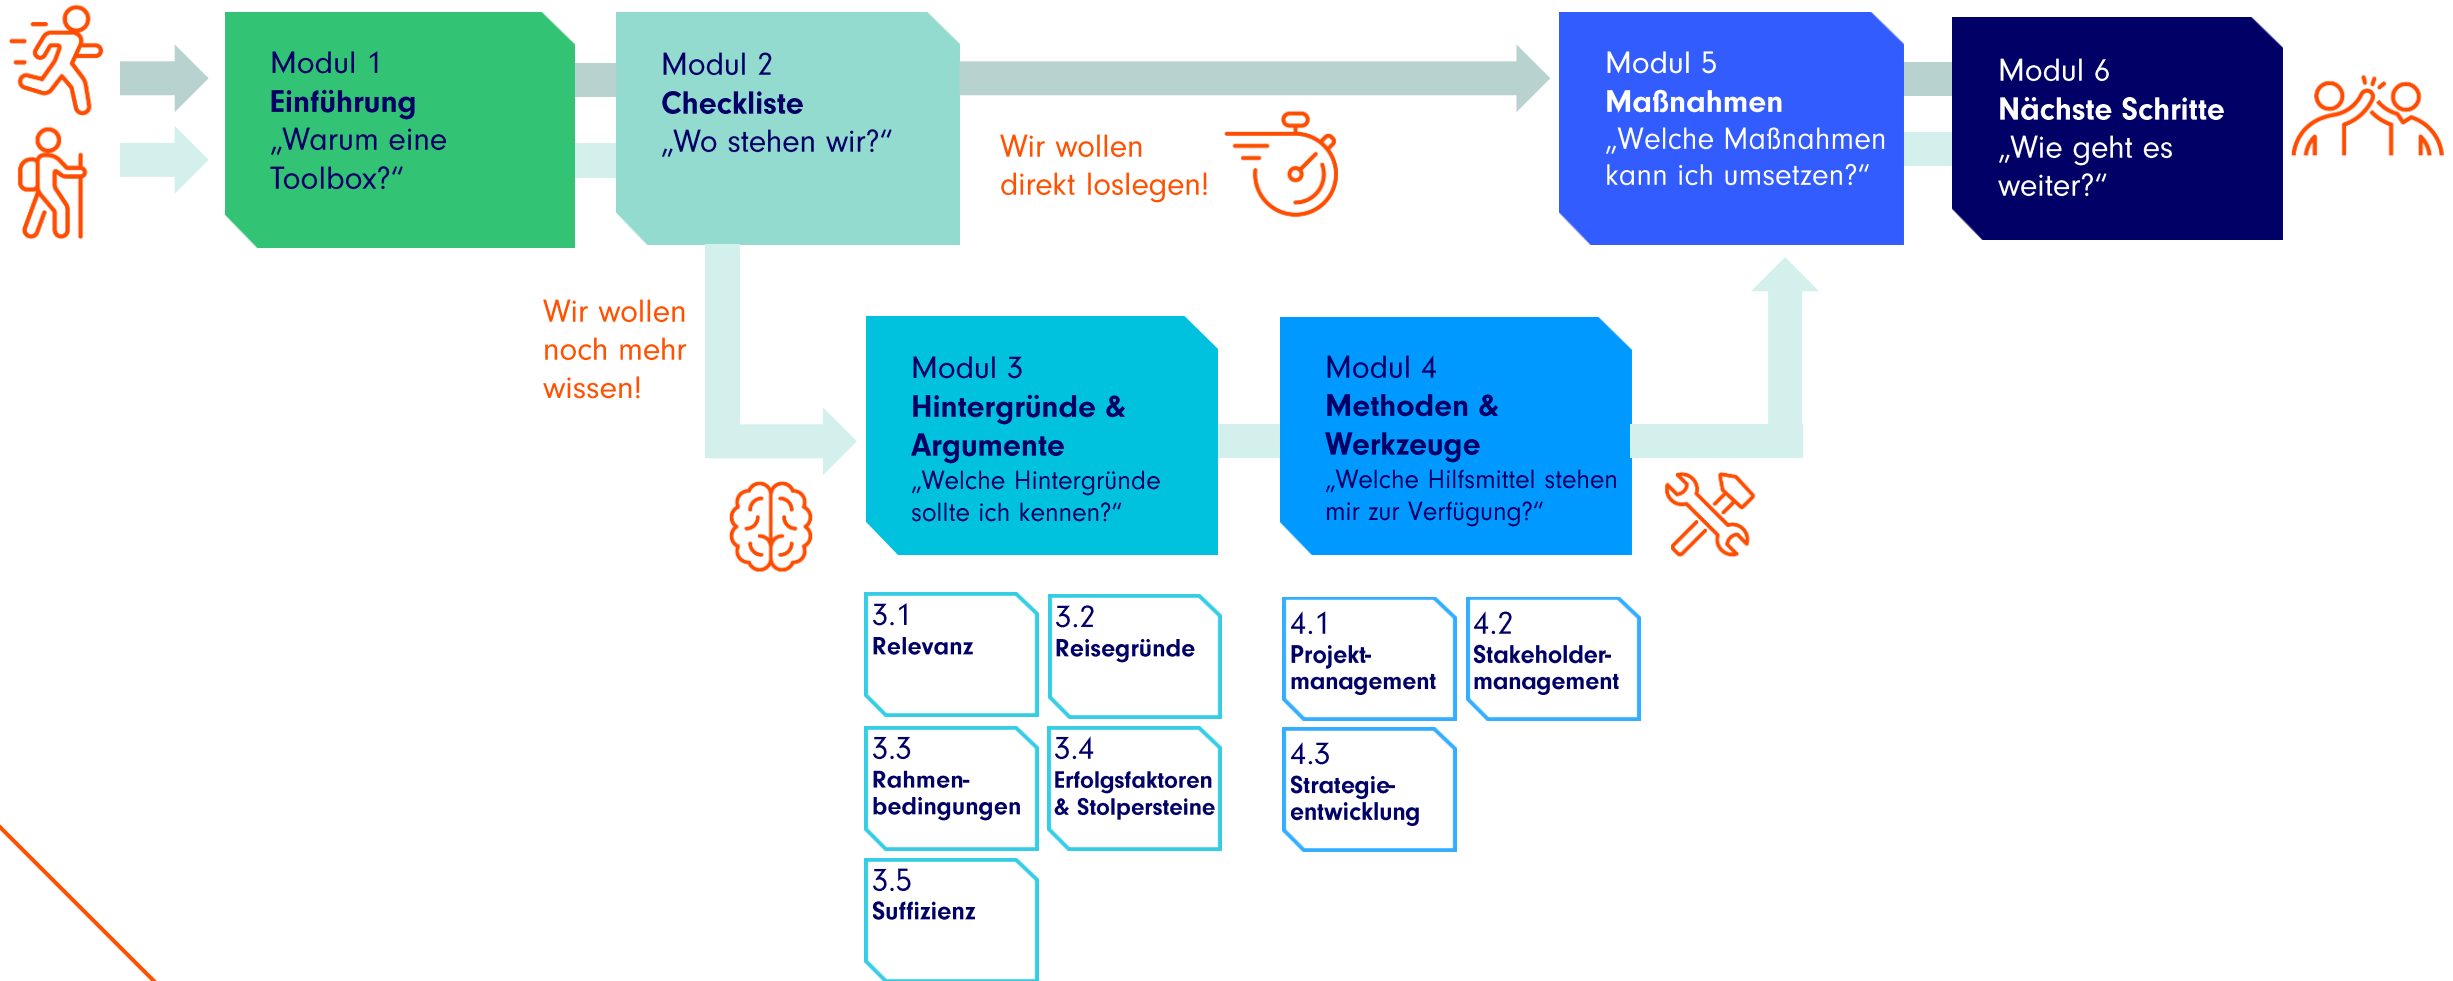 Modul 1
Einführung
„Warum eine
Toolbox?“
Modul 2
Checkliste
„Wo stehen wir?“
Wir wollen
direkt loslegen!
Modul 5
Maßnahmen
„Welche Maßnahmen
kann ich umsetzen?“
Modul 6
Nächste Schritte
„Wie geht es
weiter?“
Wir wollen
noch mehr
wissen!
Modul 3
Hintergründe &
Argumente
„Welche Hintergründe
sollte ich kennen?“
Modul 4
Methoden &
Werkzeuge
„Welche Hilfsmittel stehen
mir zur Verfügung?“
3.1
Relevanz
3.2
Reisegründe
3.3
Rahmen-
bedingungen
3.4
Erfolgsfaktoren
& Stolpersteine
3.5
Suffizienz
4.1
Projekt-
management
4.2
Stakeholder-
management
4.3
Strategie-
entwicklung